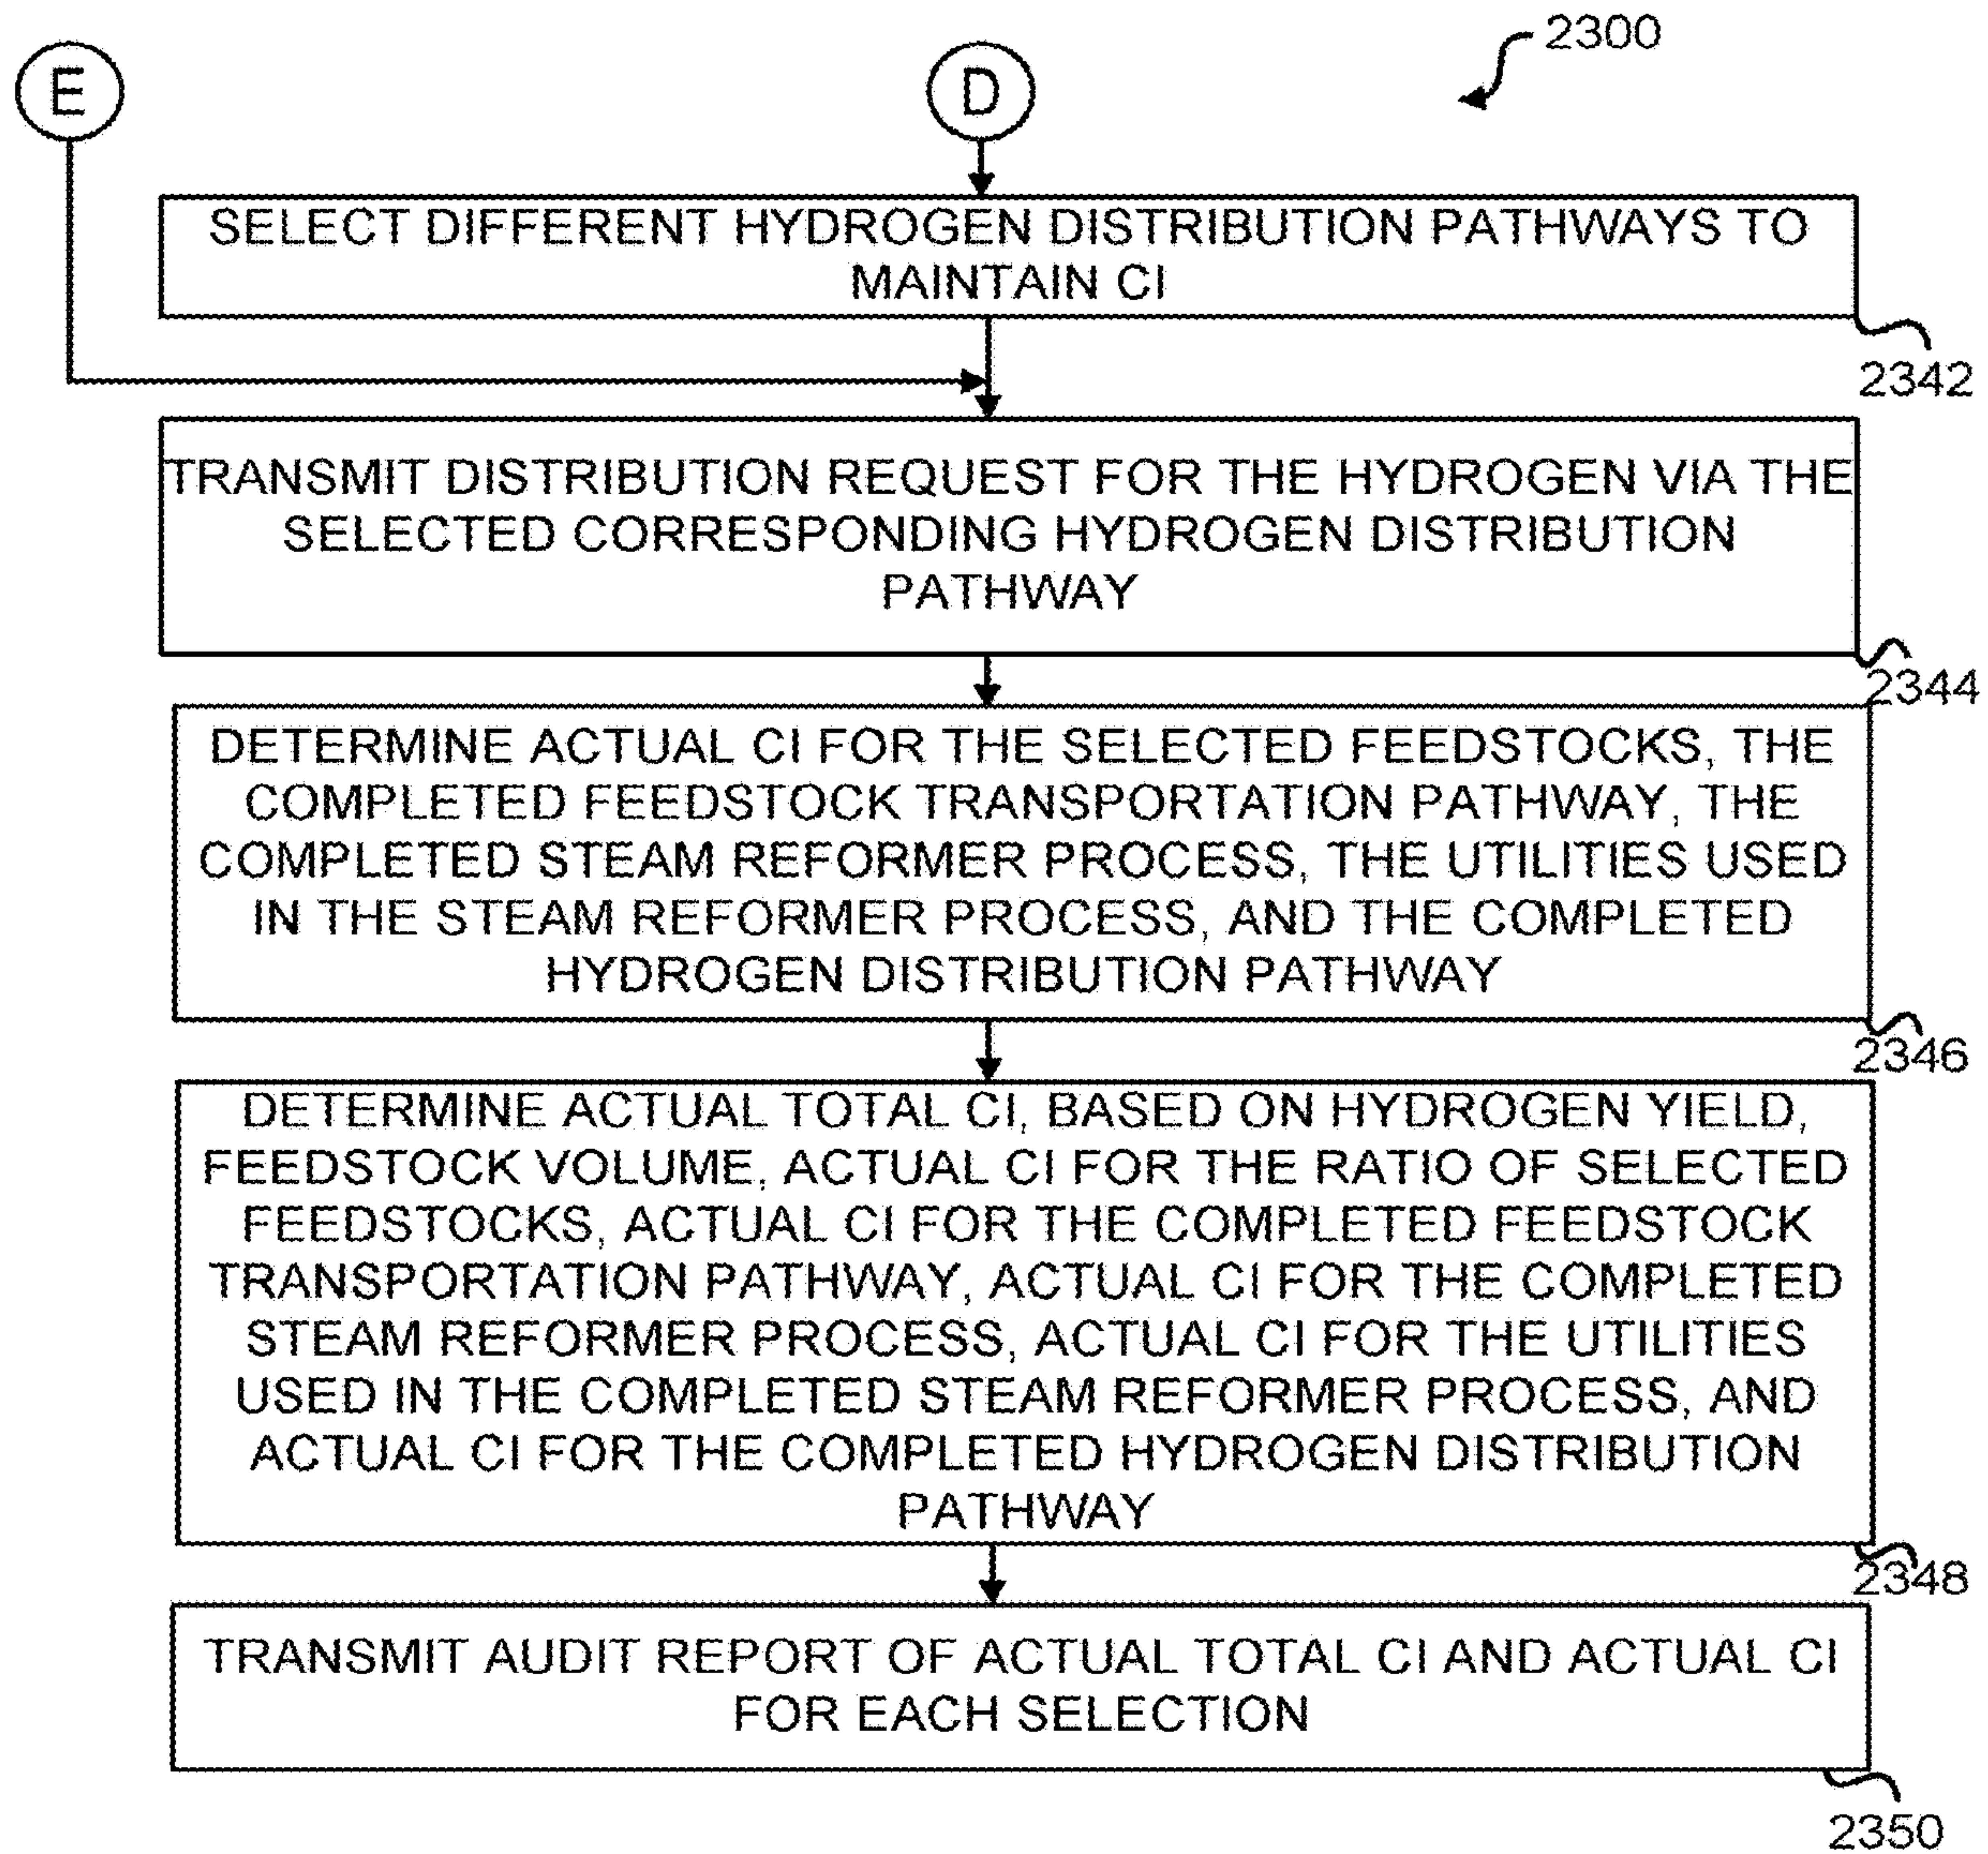 2300
E
D
SELECT DIFFERENT HYDROGEN DISTRIBUTION PATHWAYS TO
MAINTAIN CI
2342
TRANSMIT DISTRIBUTION REQUEST FOR THE HYDROGEN VIA THE
SELECTED CORRESPONDING HYDROGEN DISTRIBUTION
PATHWAY
2344
DETERMINE ACTUAL CI FOR THE SELECTED FEEDSTOCKS, THE
COMPLETED FEEDSTOCK TRANSPORTATION PATHWAY, THE
COMPLETED STEAM REFORMER PROCESS, THE UTILITIES USED
IN THE STEAM REFORMER PROCESS, AND THE COMPLETED
HYDROGEN DISTRIBUTION PATHWAY
2346
DETERMINE ACTUAL TOTAL CI, BASED ON HYDROGEN YIELD,
FEEDSTOCK VOLUME, ACTUAL CI FOR THE RATIO OF SELECTED
FEEDSTOCKS, ACTUAL CI FOR THE COMPLETED FEEDSTOCK
TRANSPORTATION PATHWAY, ACTUAL CI FOR THE COMPLETED
STEAM REFORMER PROCESS, ACTUAL CI FOR THE UTILITIES
USED IN THE COMPLETED STEAM REFORMER PROCESS, AND
ACTUAL CI FOR THE COMPLETED HYDROGEN DISTRIBUTION
PATHWAY
2348
TRANSMIT AUDIT REPORT OF ACTUAL TOTAL CI AND ACTUAL CI
FOR EACH SELECTION
2350